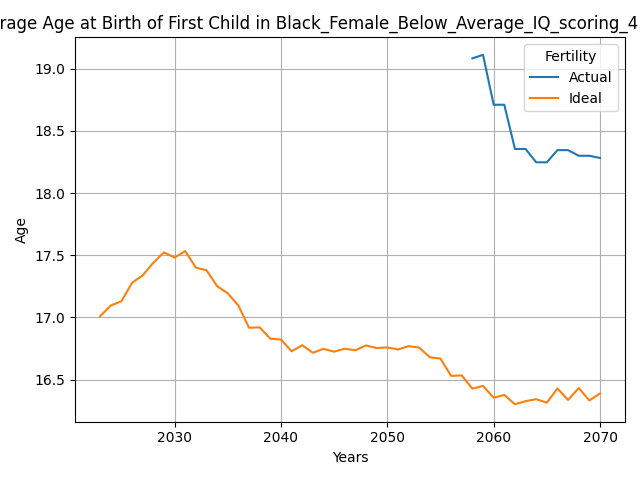 rage Age at Birth of First Child in Black_Female_Below_Average_IQ_scoring_4
Fertility
Actual
Ideal
19.0
18.5
18.0
17.5
17.0
16.5
Age
2030 2040 2050 2060 2070
Years